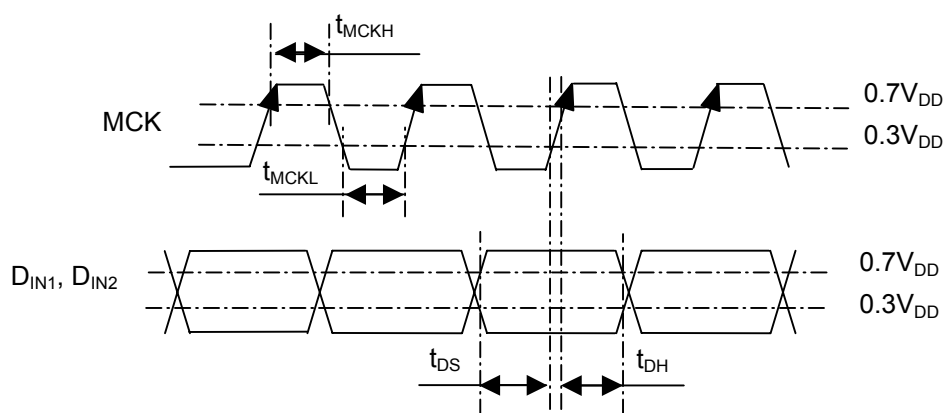 tMCKH
0.7VDD
MCK
0.3VDD
tMCKL
DIN1, DIN2
0.7VDD
0.3VDD
tDS
tDH